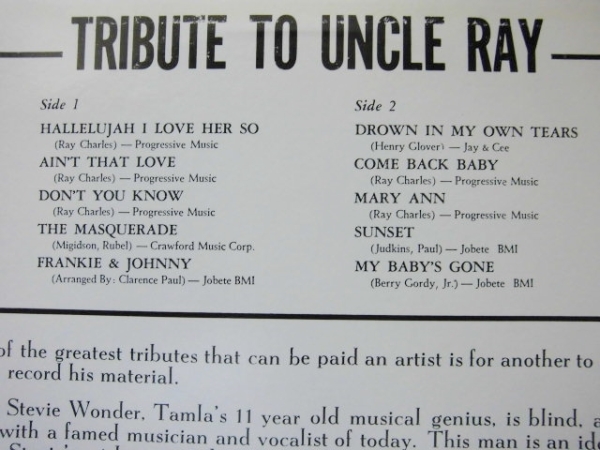 TRIBUTE TO UNCLE RAY
Side 1
HALLELUJAH I LOVE HER SO
(Ray Charles) — Progressive Music
AIN'T THAT LOVE
(Ray Charles) — Progressive Music
DON'T YOU KNOW
(Ray Charles) — Progressive Music
THE MASQUERADE
(Migidson, Rubel) — Crawford Music Corp.
FRANKIE & JOHNNY
(Arranged By: Clarence Paul) — Jobete BMI
Side 2
DROWN IN MY OWN TEARS
(Henry Glover) — Jay & Cee
COME BACK BABY
(Ray Charles) — Progressive Music
MARY ANN
(Ray Charles) — Progressive Music
SUNSET
(Judkins, Paul) — Jobete BMI
MY BABY'S GONE
(Berry Gordy, Jr.) — Jobete BMI
of the greatest tributes that can be paid an artist is for another to
record his material.
Stevie Wonder, Tamla's 11 year old musical genius, is blind,
with a famed musician and vocalist of today. This man is an